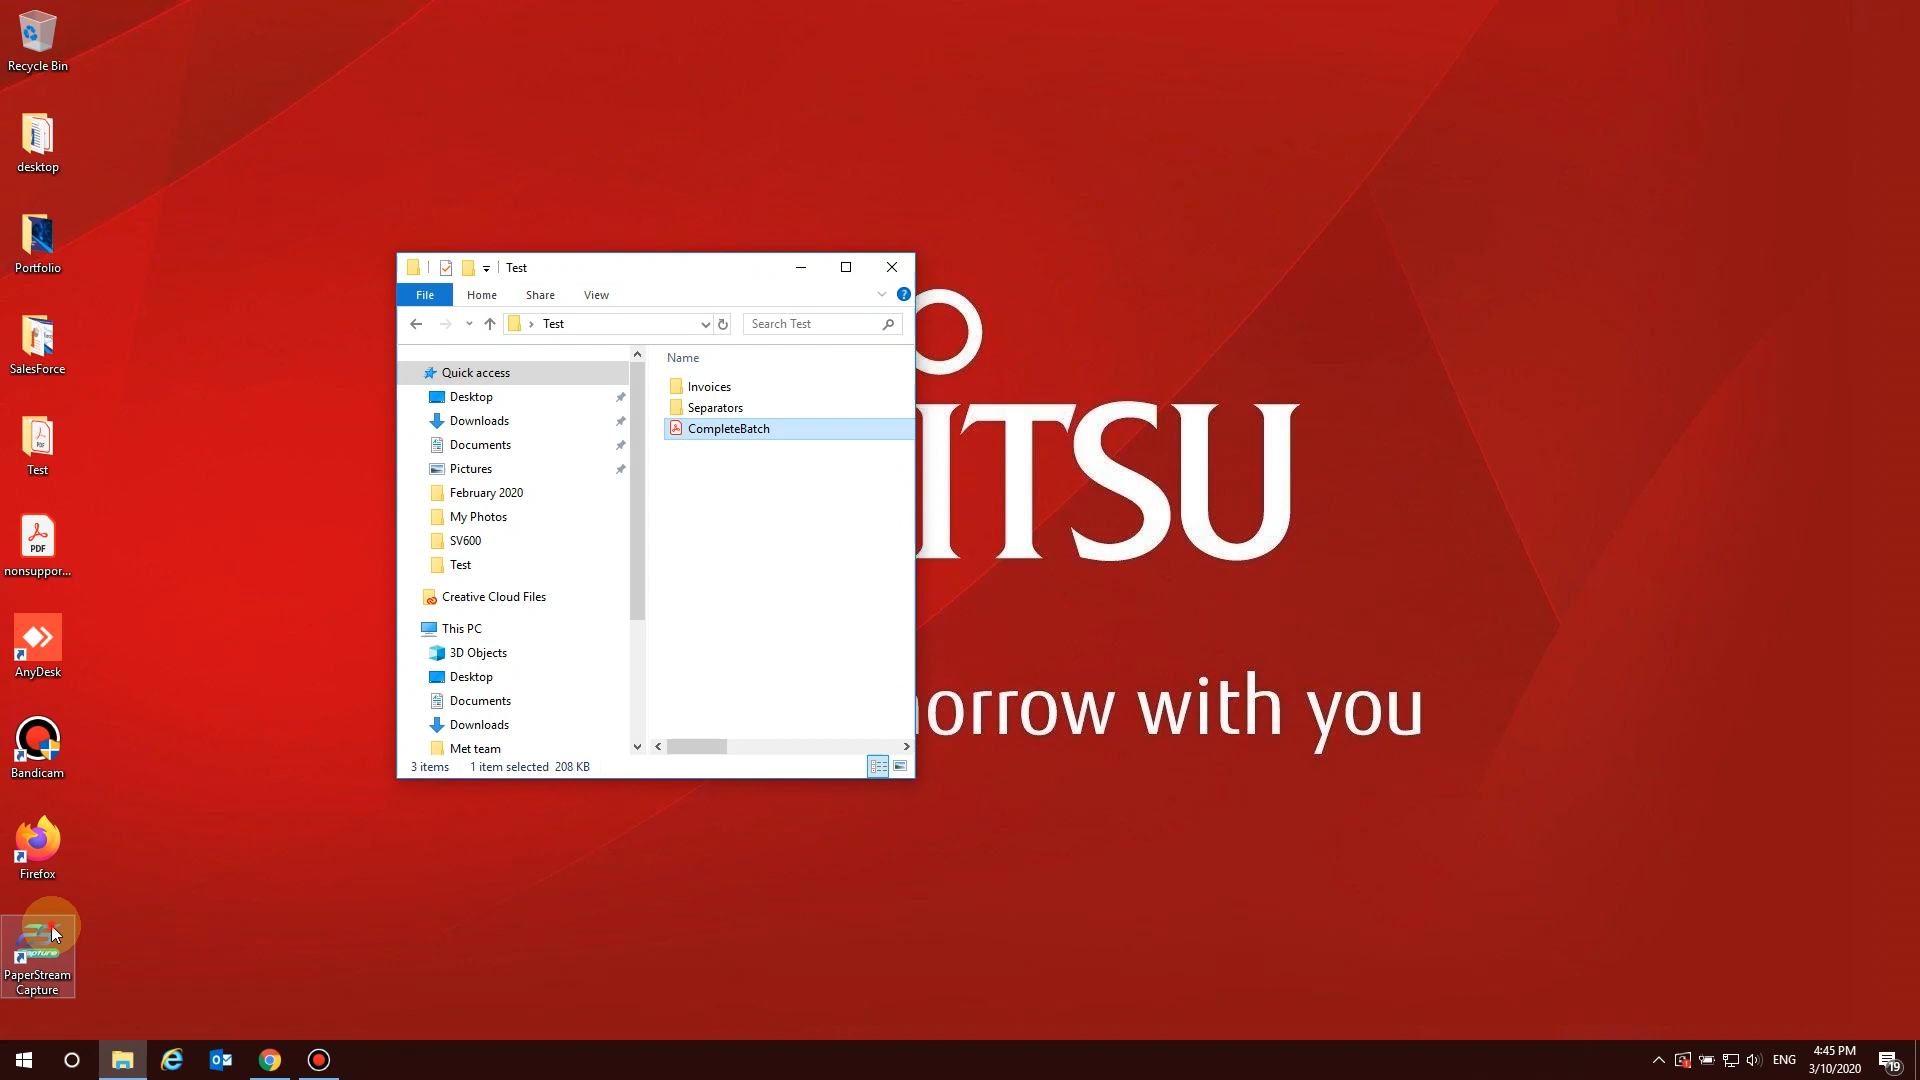 Recycle Bin
desktop
Portfolio
SalesForce
PDF
Test
PDF
nonsuppor...
AnyDesk
Bandicam
Firefox
PaperStream
Capture
Test
File Home Share View
Test
Search Test
Quick access
Desktop
Downloads
Documents
Pictures
February 2020
My Photos
SV600
Test
Creative Cloud Files
This PC
3D Objects
Desktop
Documents
Downloads
Met team
Name
Invoices
Separators
CompleteBatch
3 items 1 item selected 208 KB
ITSU
orrow with you
ENG
4:45 PM
3/10/2020
19